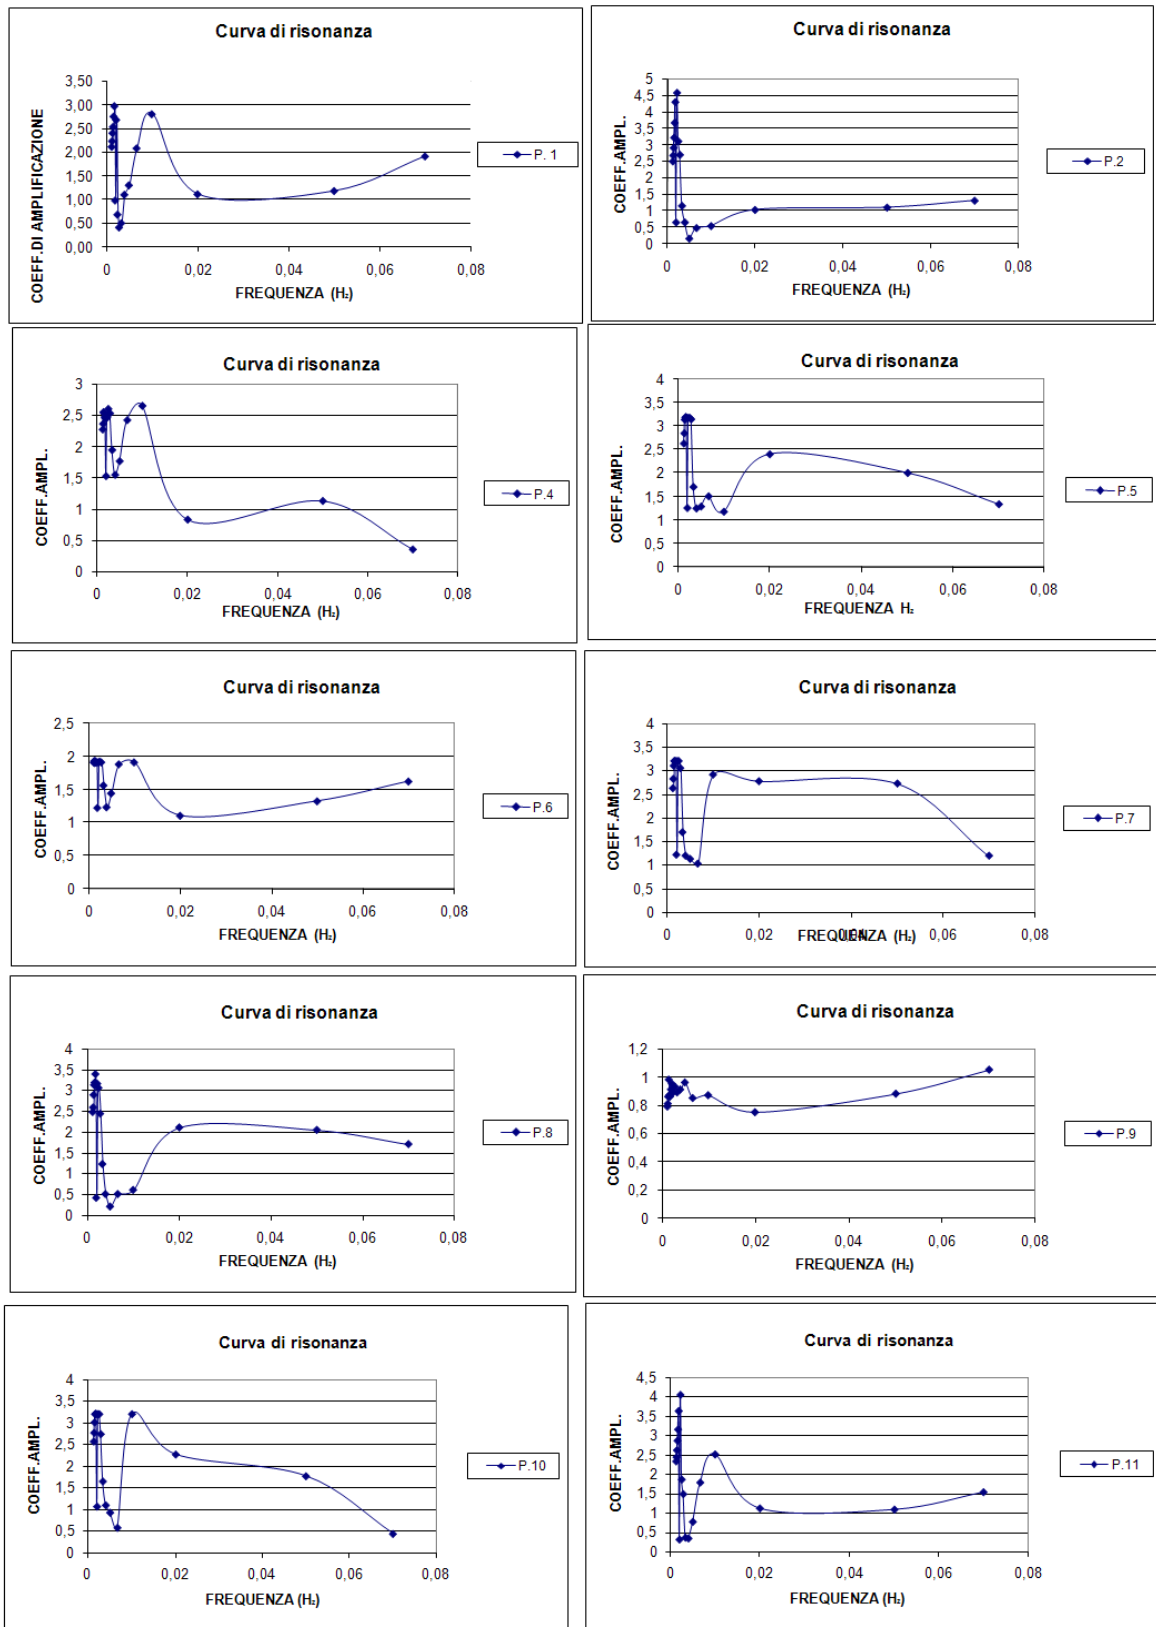 Curva di risonanza
COEFF.DI AMPLIFICAZIONE
3,50
3,00
2,50
2,00
1,50
1,00
0,50
0,00
0 0,02 0,04 0,06 0,08
FREQUENZA (Hz)
P. 1
Curva di risonanza
COEFF.AMPL.
5
4,5
4
3,5
3
2,5
2
1,5
1
0,5
0
0 0,02 0,04 0,06 0,08
FREQUENZA (Hz)
P.2
Curva di risonanza
COEFF.AMPL.
3
2,5
2
1,5
1
0,5
0
0 0,02 0,04 0,06 0,08
FREQUENZA (Hz)
P.4
Curva di risonanza
COEFF.AMPL.
4
3,5
3
2,5
2
1,5
1
0,5
0
0 0,02 0,04 0,06 0,08
FREQUENZA Hz
P.5
Curva di risonanza
COEFF.AMPL.
2,5
2
1,5
1
0,5
0
0 0,02 0,04 0,06 0,08
FREQUENZA (Hz)
P.6
Curva di risonanza
COEFF.AMPL.
4
3,5
3
2,5
2
1,5
1
0,5
0
0 0,02 0,04 0,06 0,08
FREQUENZA (Hz)
P.7
Curva di risonanza
COEFF.AMPL.
4
3,5
3
2,5
2
1,5
1
0,5
0
0 0,02 0,04 0,06 0,08
FREQUENZA (Hz)
P.8
Curva di risonanza
COEFF.AMPL.
1,2
1
0,8
0,6
0,4
0,2
0
0 0,02 0,04 0,06 0,08
FREQUENZA (Hz)
P.9
Curva di risonanza
COEFF.AMPL.
4
3,5
3
2,5
2
1,5
1
0,5
0
0 0,02 0,04 0,06 0,08
FREQUENZA (Hz)
P.10
Curva di risonanza
COEFF.AMPL.
4,5
4
3,5
3
2,5
2
1,5
1
0,5
0
0 0,02 0,04 0,06 0,08
FREQUENZA (Hz)
P.11